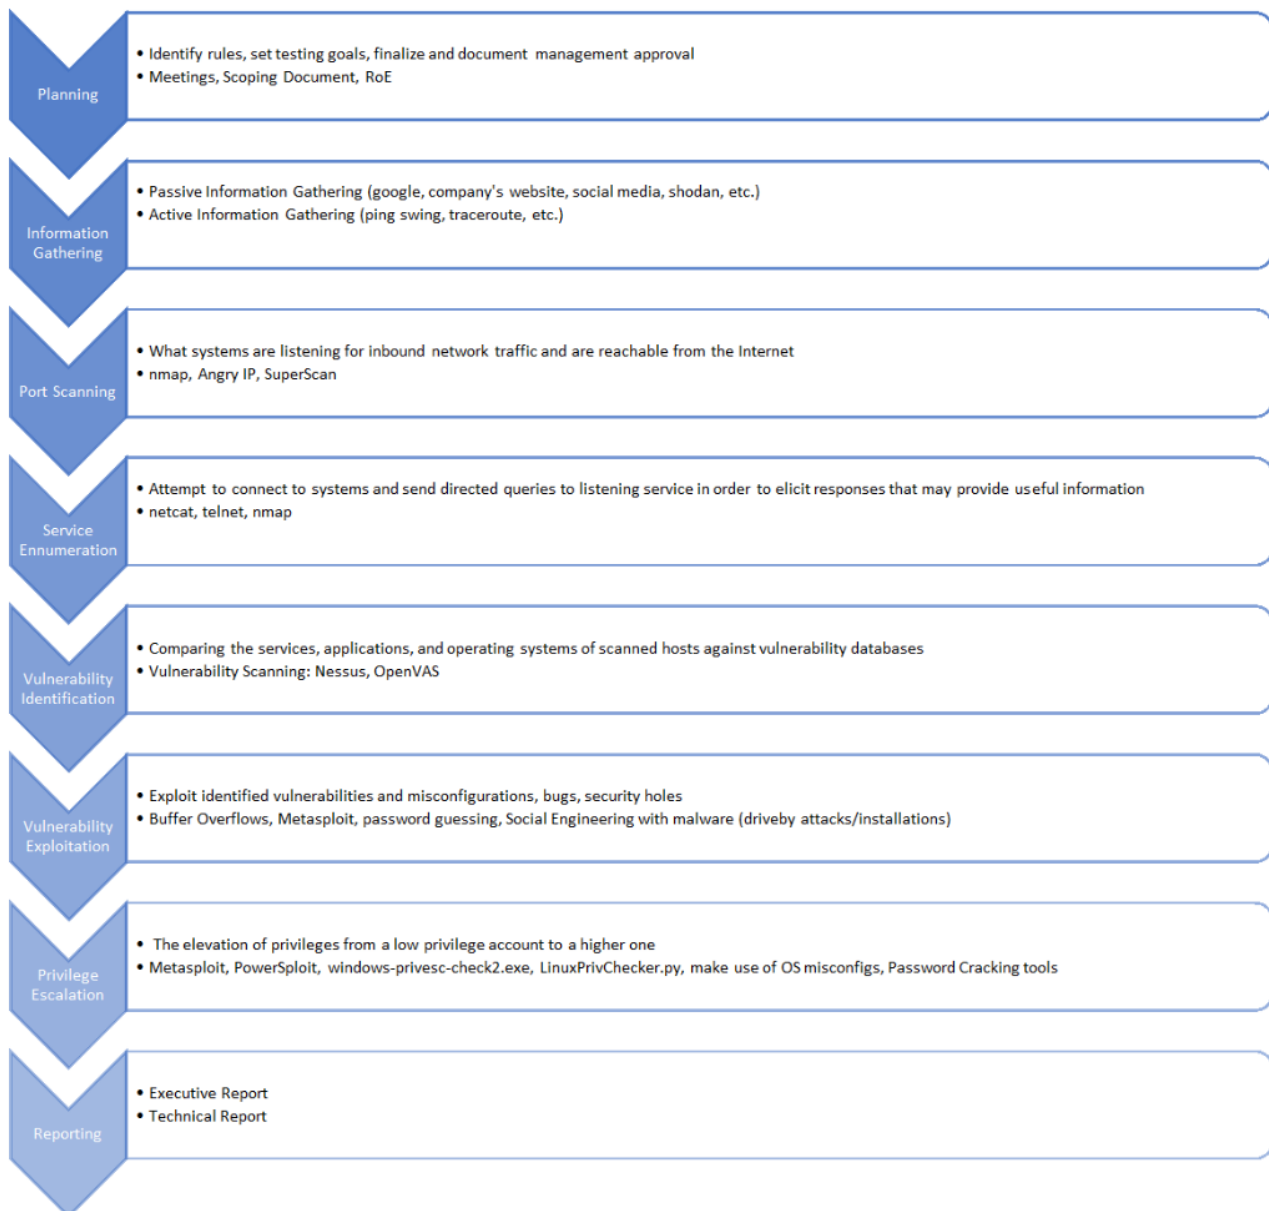 Planning
• Identify rules, set testing goals, finalize and document management approval
• Meetings, Scoping Document, RoE
Information
Gathering
• Passive Information Gathering (google, company's website, social media, shodan, etc.)
• Active Information Gathering (ping swing, traceroute, etc.)
Port Scanning
• What systems are listening for inbound network traffic and are reachable from the Internet
• nmap, Angry IP, SuperScan
Service
Ennumeration
• Attempt to connect to systems and send directed queries to listening service in order to elicit responses that may provide useful information
• netcat, telnet, nmap
Vulnerability
Identification
• Comparing the services, applications, and operating systems of scanned hosts against vulnerability databases
• Vulnerability Scanning: Nessus, OpenVAS
Vulnerability
Exploitation
• Exploit identified vulnerabilities and misconfigurations, bugs, security holes
• Buffer Overflows, Metasploit, password guessing, Social Engineering with malware (driveby attacks/installations)
Privilege
Escalation
• The elevation of privileges from a low privilege account to a higher one
• Metasploit, PowerSploit, windows-privesc-check2.exe, LinuxPrivChecker.py, make use of OS misconfigs, Password Cracking tools
Reporting
• Executive Report
• Technical Report